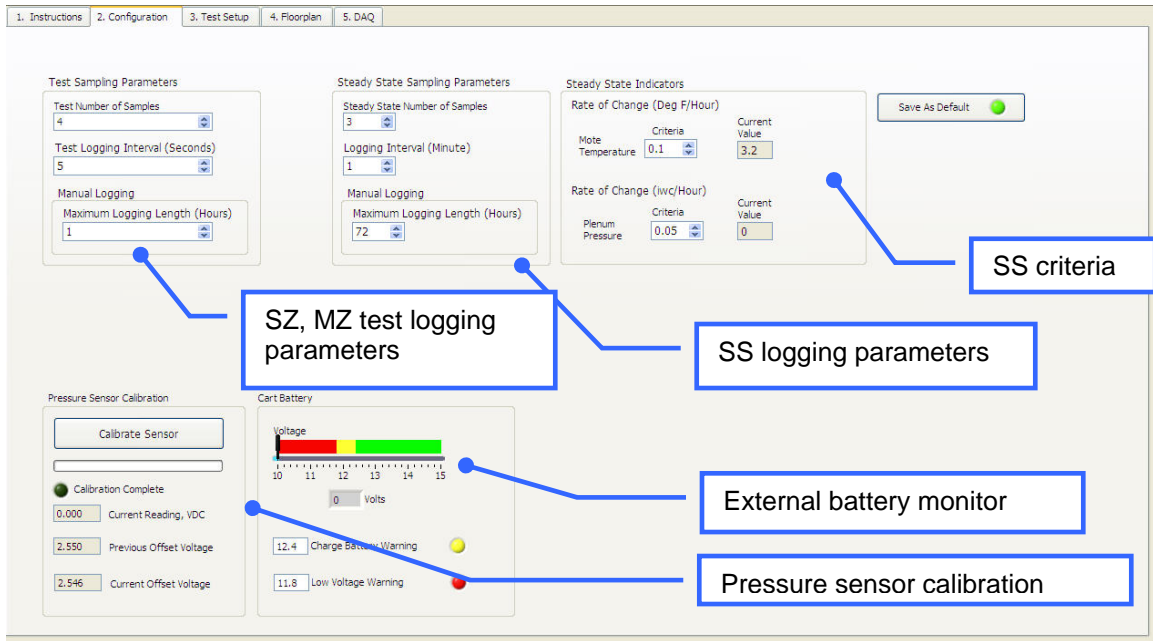 1. Instructions
2. Configuration
3. Test Setup
4. Floorplan
5. DAQ
Test Sampling Parameters
Test Number of Samples
4
Test Logging Interval (Seconds)
5
Manual Logging
Maximum Logging Length (Hours)
1
Steady State Sampling Parameters
Steady State Number of Samples
3
Logging Interval (Minute)
1
Manual Logging
Maximum Logging Length (Hours)
72
Steady State Indicators
Rate of Change (Deg F/Hour)
Criteria
Current
Value
Mote
Temperature
0.1
3.2
Rate of Change (iwc/Hour)
Criteria
Current
Value
Plenum
Pressure
0.05
0
Save As Default
SS criteria
SZ, MZ test logging
parameters
SS logging parameters
Pressure Sensor Calibration
Calibrate Sensor
Calibration Complete
0.000 Current Reading, VDC
2.550 Previous Offset Voltage
2.546 Current Offset Voltage
Cart Battery
Voltage
10 11 12 13 14 15
0 Volts
12.4 Charge Battery Warning
11.8 Low Voltage Warning
External battery monitor
Pressure sensor calibration